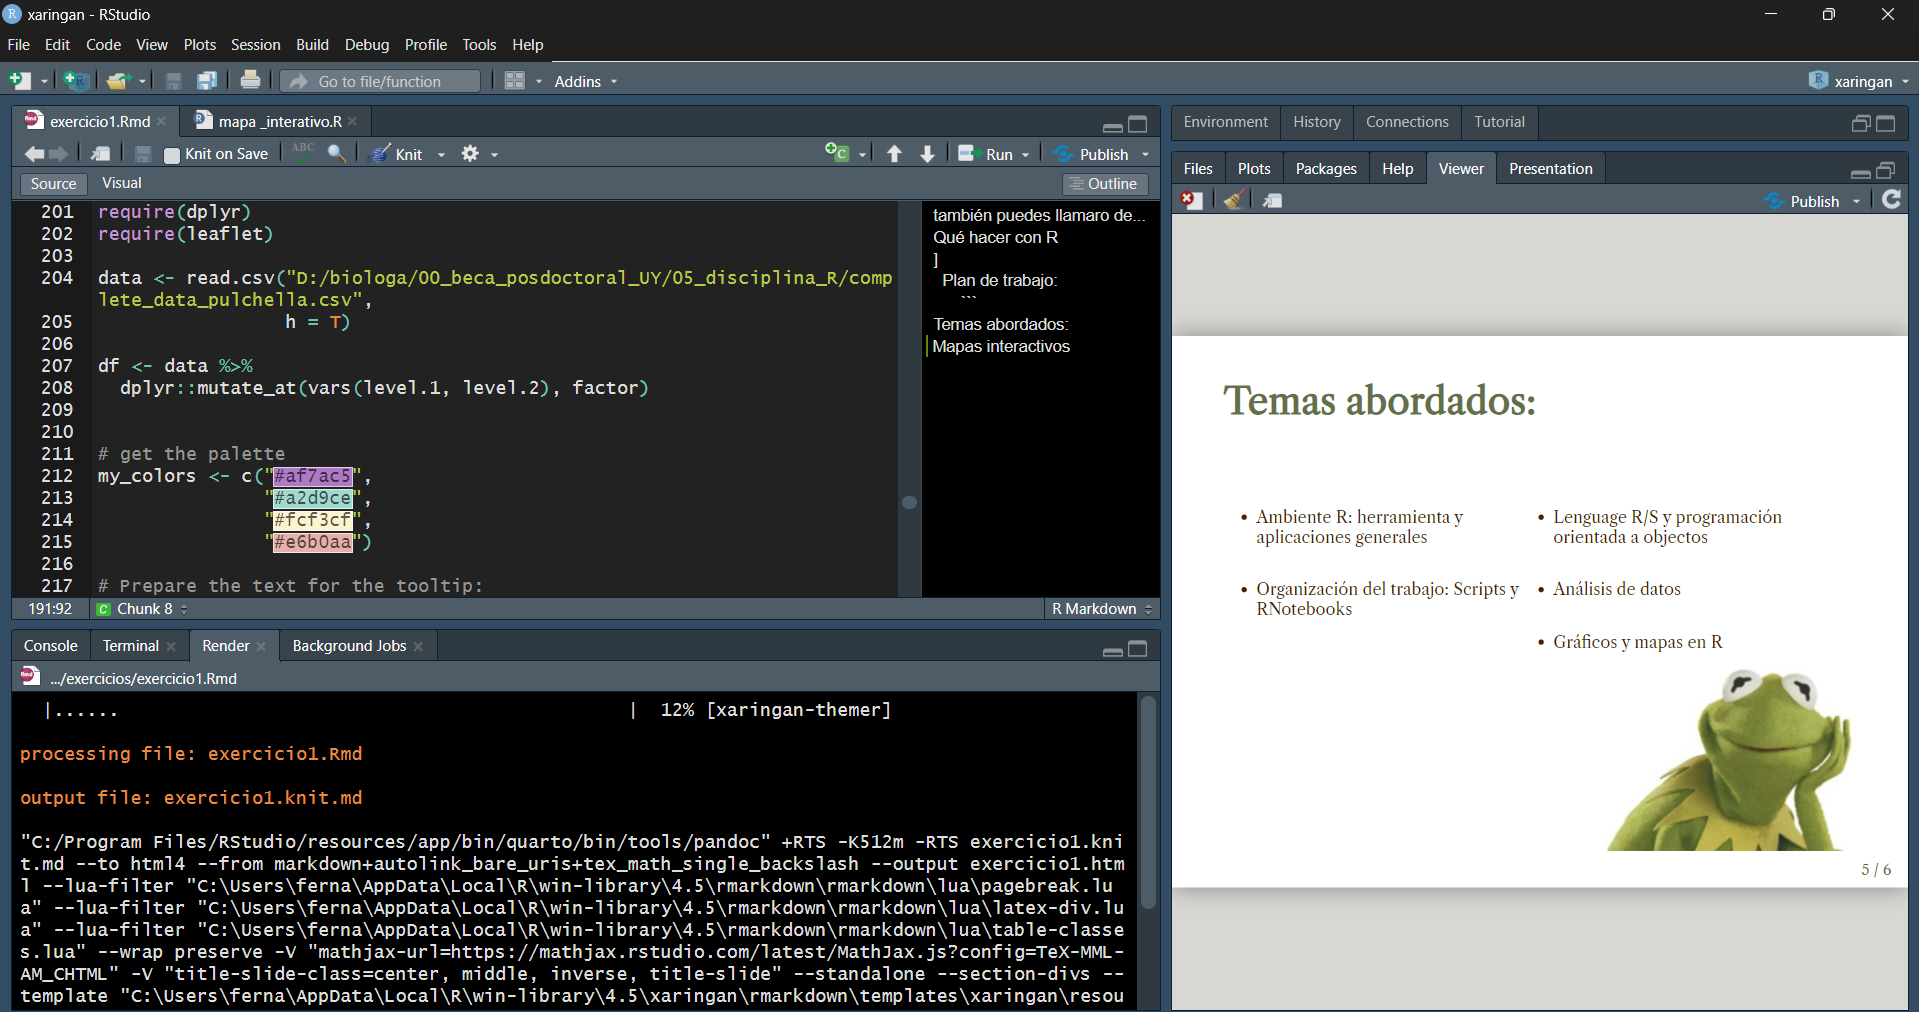 xaringan - RStudio
File Edit Code View Plots Session Build Debug Profile Tools Help
Go to file/function Addins xaringan
exercicio1.Rmd mapa _interativo.R
Knit on Save ABC Knit Run Publish
Source Visual Outline
201 require(dplyr)
202 require(leaflet)
203
204 data <- read.csv("D:/biologa/00_beca_posdoctoral_UY/05_disciplina_R/comp
lete_data_pulchella.csv",
205 h = T)
206
207 df <- data %>%
208 dplyr::mutate_at(vars(level.1, level.2), factor)
209
210
211 # get the palette
212 my_colors <- c("#af7ac5",
213 "#a2d9ce",
214 "#fcf3cf",
215 "#e6b0aa")
216
217 # Prepare the text for the tooltip:
191:92 C Chunk 8 R Markdown
también puedes llamaro de...
Qué hacer con R
]
Plan de trabajo:
```
Temas abordados:
Mapas interactivos
Console Terminal Render Background Jobs
.../exercicios/exercicio1.Rmd
|...... | 12% [xaringan-themer]
processing file: exercicio1.Rmd
output file: exercicio1.knit.md
"C:/Program Files/RStudio/resources/app/bin/quarto/bin/tools/pandoc" +RTS -K512m -RTS exercicio1.kni
t.md --to html4 --from markdown+autolink_bare_uris+tex_math_single_backslash --output exercicio1.htm
l --lua-filter "C:\Users\ferna\AppData\Local\R\win-library\4.5\rmarkdown\rmarkdown\lua\pagebreak.lu
a" --lua-filter "C:\Users\ferna\AppData\Local\R\win-library\4.5\rmarkdown\rmarkdown\lua\latex-div.lu
a" --lua-filter "C:\Users\ferna\AppData\Local\R\win-library\4.5\rmarkdown\rmarkdown\lua\table-classe
s.lua" --wrap preserve -V "mathjax-url=https://mathjax.rstudio.com/latest/MathJax.js?config=TeX-MML-
AM_CHTML" -V "title-slide-class=center, middle, inverse, title-slide" --standalone --section-divs --
template "C:\Users\ferna\AppData\Local\R\win-library\4.5\xaringan\rmarkdown\templates\xaringan\resou
Environment History Connections Tutorial
Files Plots Packages Help Viewer Presentation
Publish
Temas abordados:
• Ambiente R: herramienta y
aplicaciones generales
• Organización del trabajo: Scripts y
RNotebooks
• Lenguage R/S y programación
orientada a objectos
• Análisis de datos
• Gráficos y mapas en R
5 / 6